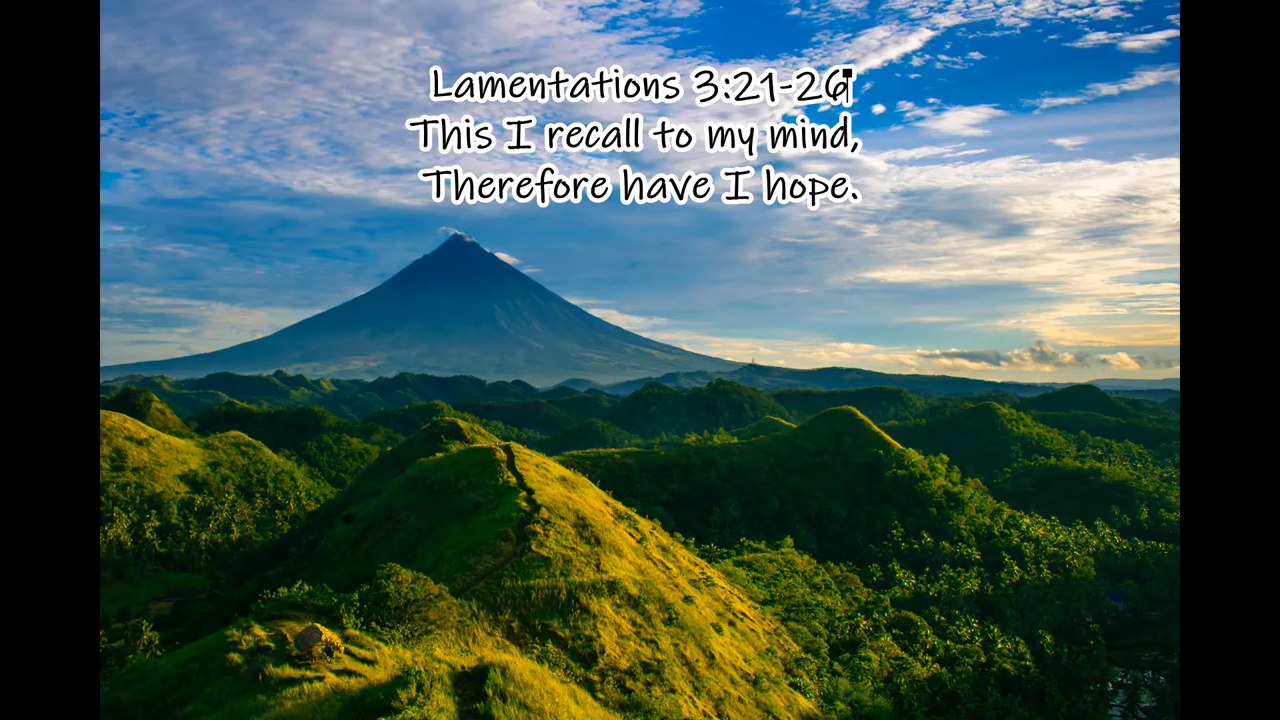 Lamentations 3:21-26
This I recall to my mind,
Therefore have I hope.